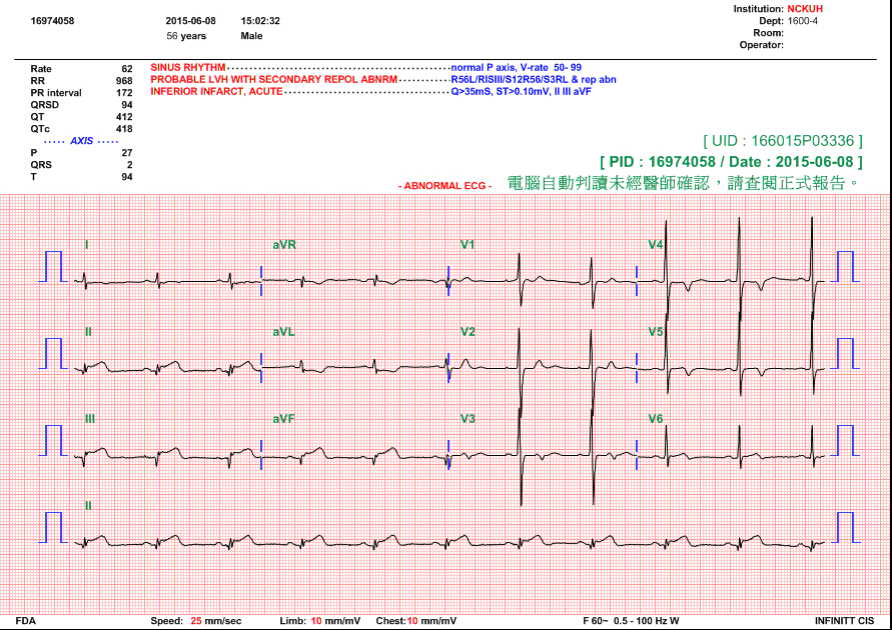 Institution: NCKUH
16974058 2015-06-08 15:02:32 Dept: 1600-4
56 years Male Room:
Operator:
Rate 62 SINUS RHYTHM - normal P axis, V-rate 50- 99
RR 968 PROBABLE LVH WITH SECONDARY REPOL ABNRM - R56L/RISIII/S12R56/S3RL & rep abn
PR interval 172 INFERIOR INFARCT, ACUTE - Q>35mS, ST>0.10mV, II III aVF
QRSD 94
QT 412
QTc 418
----- AXIS -----
P 27
QRS 2
T 94
[ UID : 166015P03336 ]
[ PID : 16974058 / Date : 2015-06-08 ]
- ABNORMAL ECG - 電腦自動判讀未經醫師確認，請查閱正式報告。
I aVR V1 V4
II aVL V2 V5
III aVF V3 V6
II
FDA Speed: 25 mm/sec Limb: 10 mm/mV Chest: 10 mm/mV F 60~ 0.5 - 100 Hz W INFINITT CIS